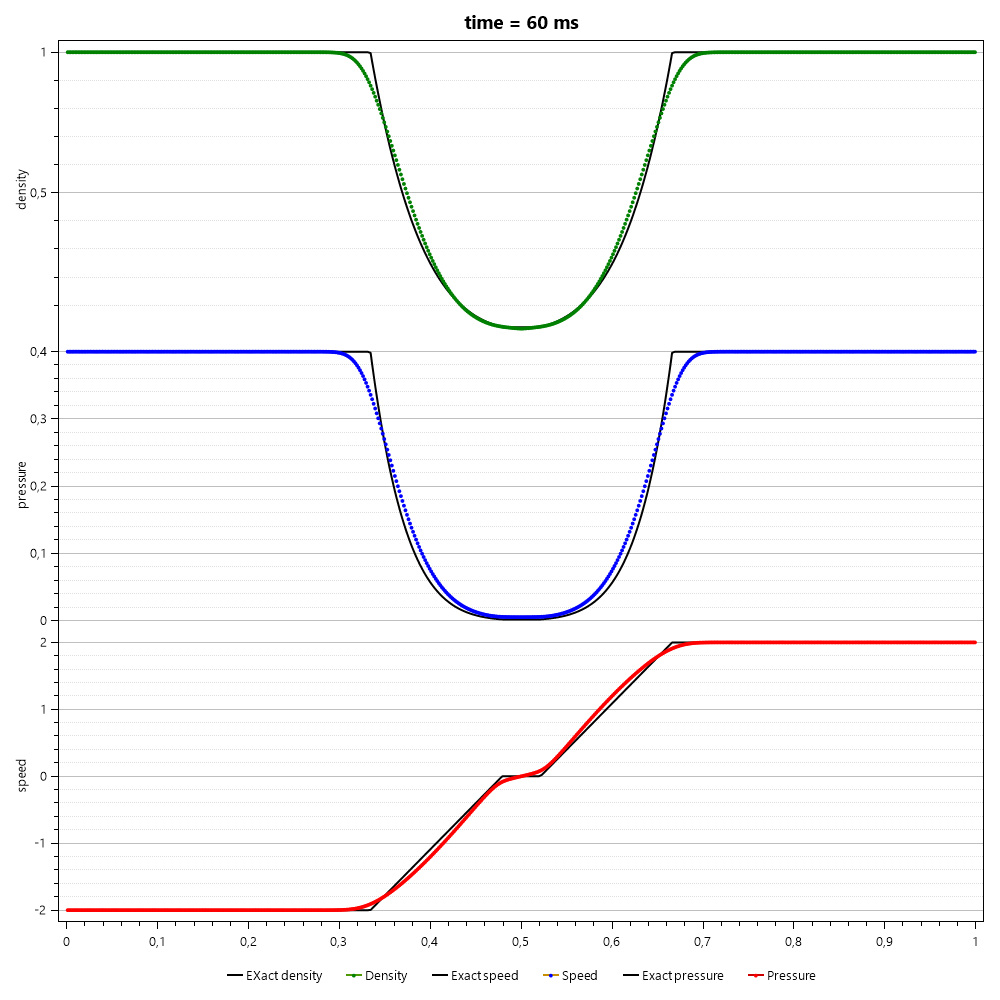 time = 60 ms
1
0,5
density
0,4
0,3
0,2
0,1
0
pressure
2
1
0
-1
-2
speed
0 0,1 0,2 0,3 0,4 0,5 0,6 0,7 0,8 0,9 1
EXact density Density Exact speed Speed Exact pressure Pressure